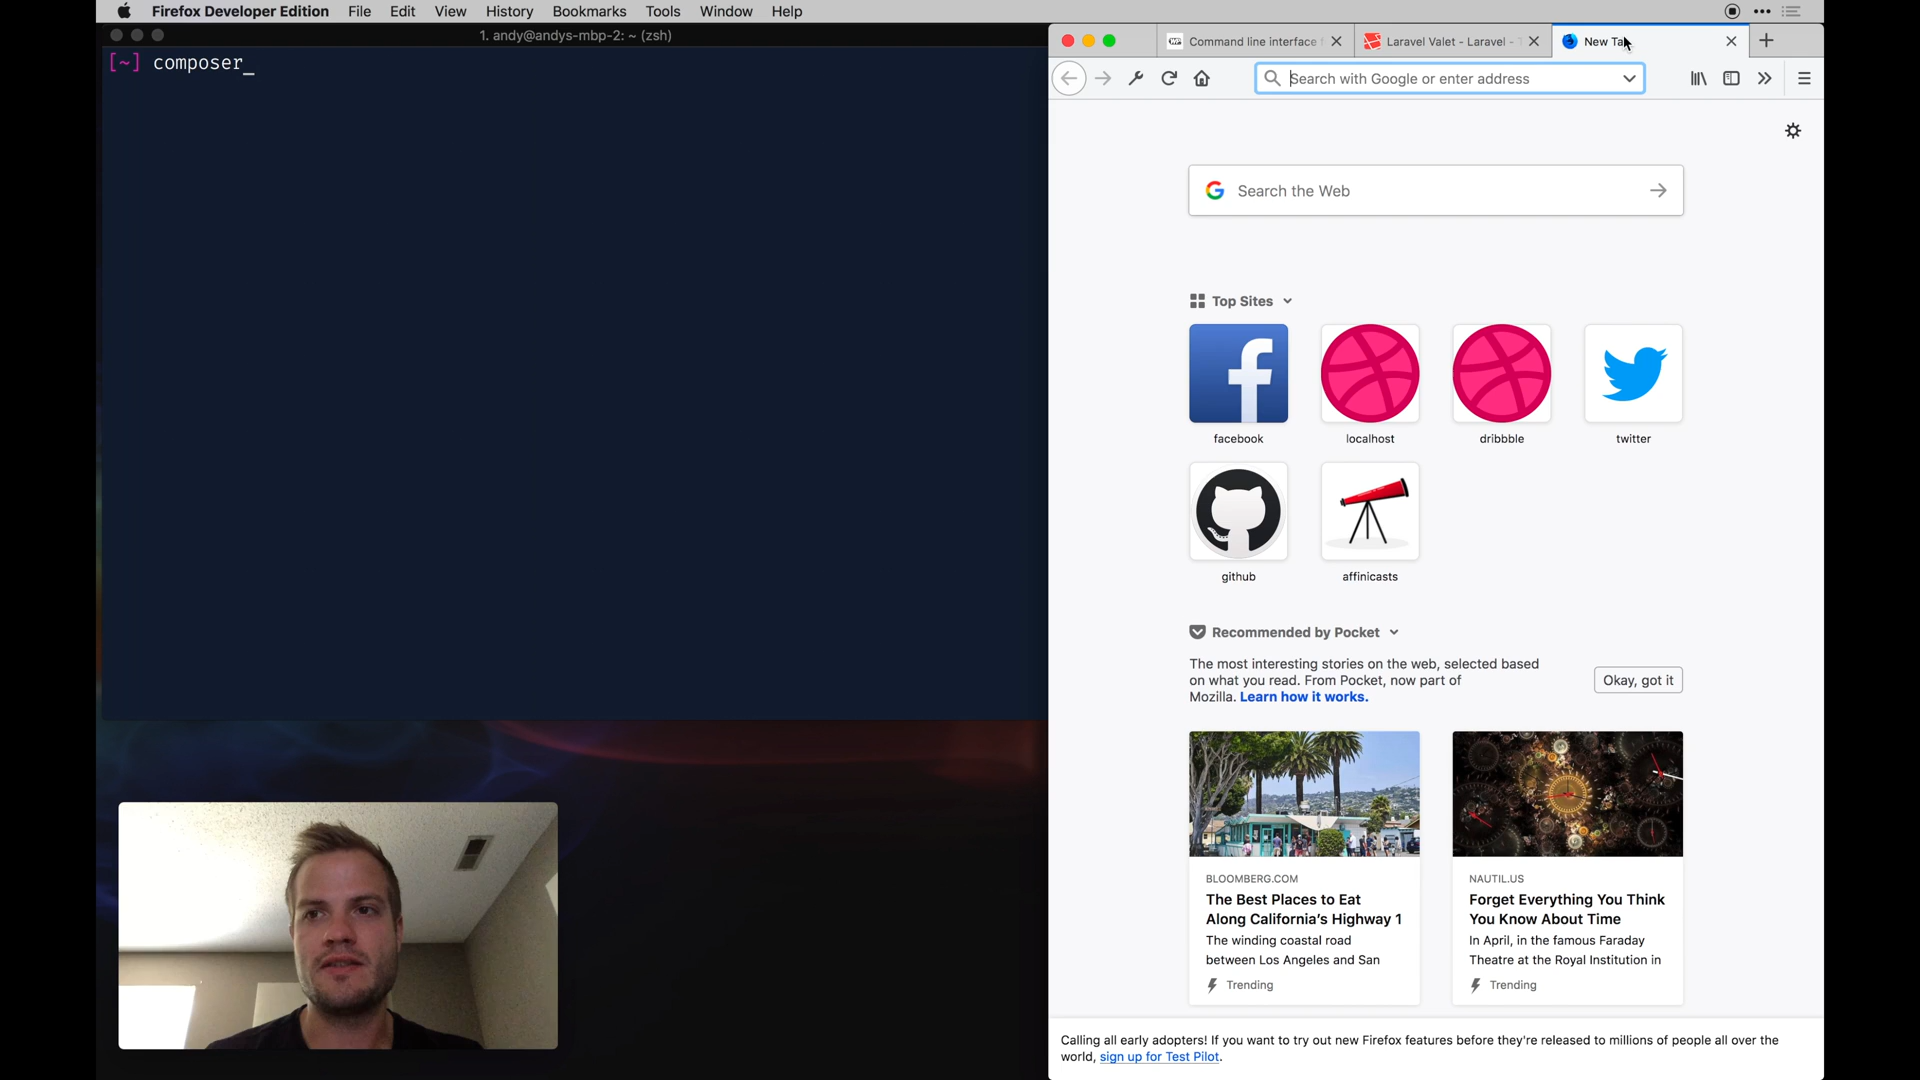 Firefox Developer Edition File Edit View History Bookmarks Tools Window Help
1. andy@andys-mbp-2: ~ (zsh)
[~] composer_
Command line interface f
Laravel Valet - Laravel - T
New Ta
Search with Google or enter address
Search the Web
Top Sites
facebook
localhost
dribbble
twitter
github
affinicasts
Recommended by Pocket
The most interesting stories on the web, selected based
on what you read. From Pocket, now part of
Mozilla. Learn how it works.
Okay, got it
BLOOMBERG.COM
The Best Places to Eat
Along California's Highway 1
The winding coastal road
between Los Angeles and San
Trending
NAUTIL.US
Forget Everything You Think
You Know About Time
In April, in the famous Faraday
Theatre at the Royal Institution in
Trending
Calling all early adopters! If you want to try out new Firefox features before they're released to millions of people all over the
world, sign up for Test Pilot.